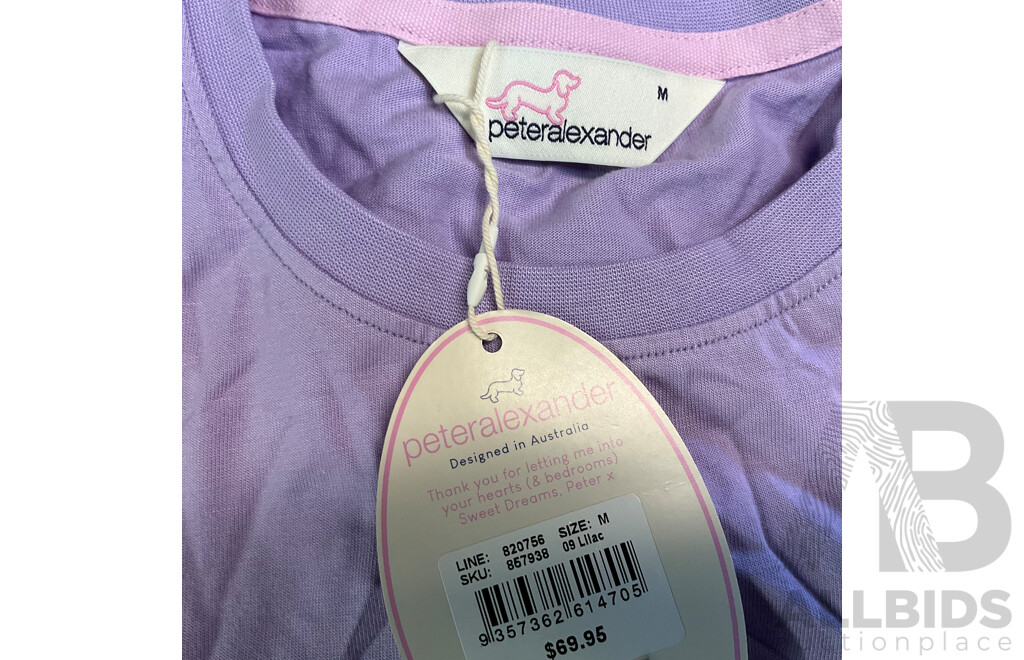 M
peteralexander
peteralexander
Designed in Australia
Thank you for letting me into
your hearts (& bedrooms)
Sweet Dreams, Peter x
LINE: 820756 SIZE: M
SKU: 857938 09 Lilac
9 357362 614705
$69.95
AB
ALLBIDS